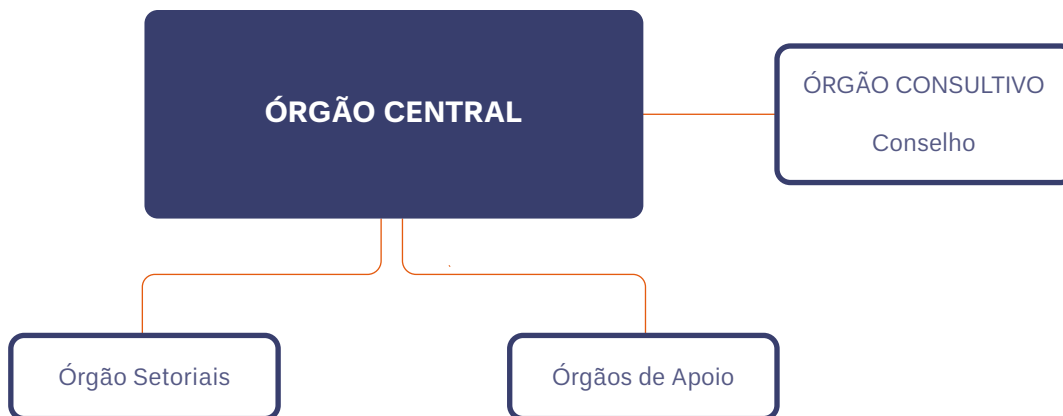 ÓRGÃO CENTRAL
ÓRGÃO CONSULTIVO
Conselho
Órgão Setoriais
Órgãos de Apoio